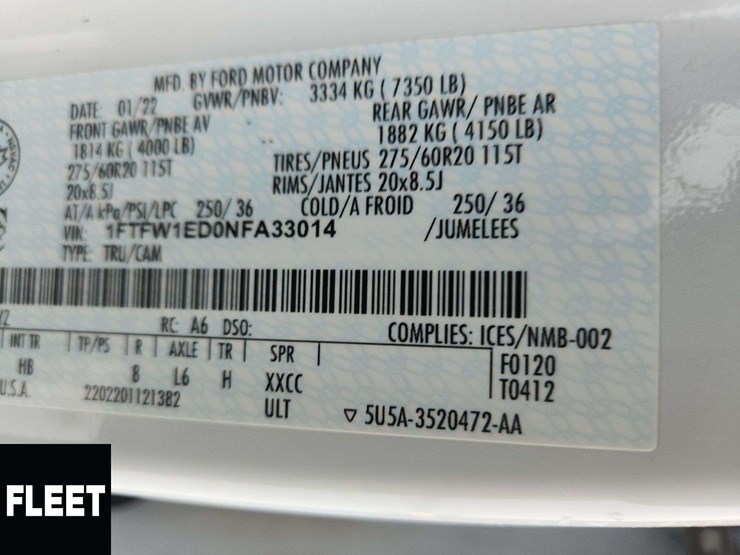 MFD. BY FORD MOTOR COMPANY
DATE: 01/22 GVWR/PNBV: 3334 KG ( 7350 LB)
FRONT GAWR/PNBE AV REAR GAWR/ PNBE AR
1814 KG ( 4000 LB) 1882 KG ( 4150 LB)
275/60R20 115T TIRES/PNEUS 275/60R20 115T
20x8.5J RIMS/JANTES 20x8.5J
AT/A kPa/PSI/LPC 250/ 36 COLD/A FROID 250/ 36
VIN: 1FTFW1ED0NFA33014 /JUMELEES
TYPE: TRU/CAM
RC: A6 DSO: COMPLIES: ICES/NMB-002
INT TR TP/PS R AXLE TR SPR F0120
HB 8 L6 H XXCC T0412
U.S.A. 2202201121382 ULT 5U5A-3520472-AA
FLEET